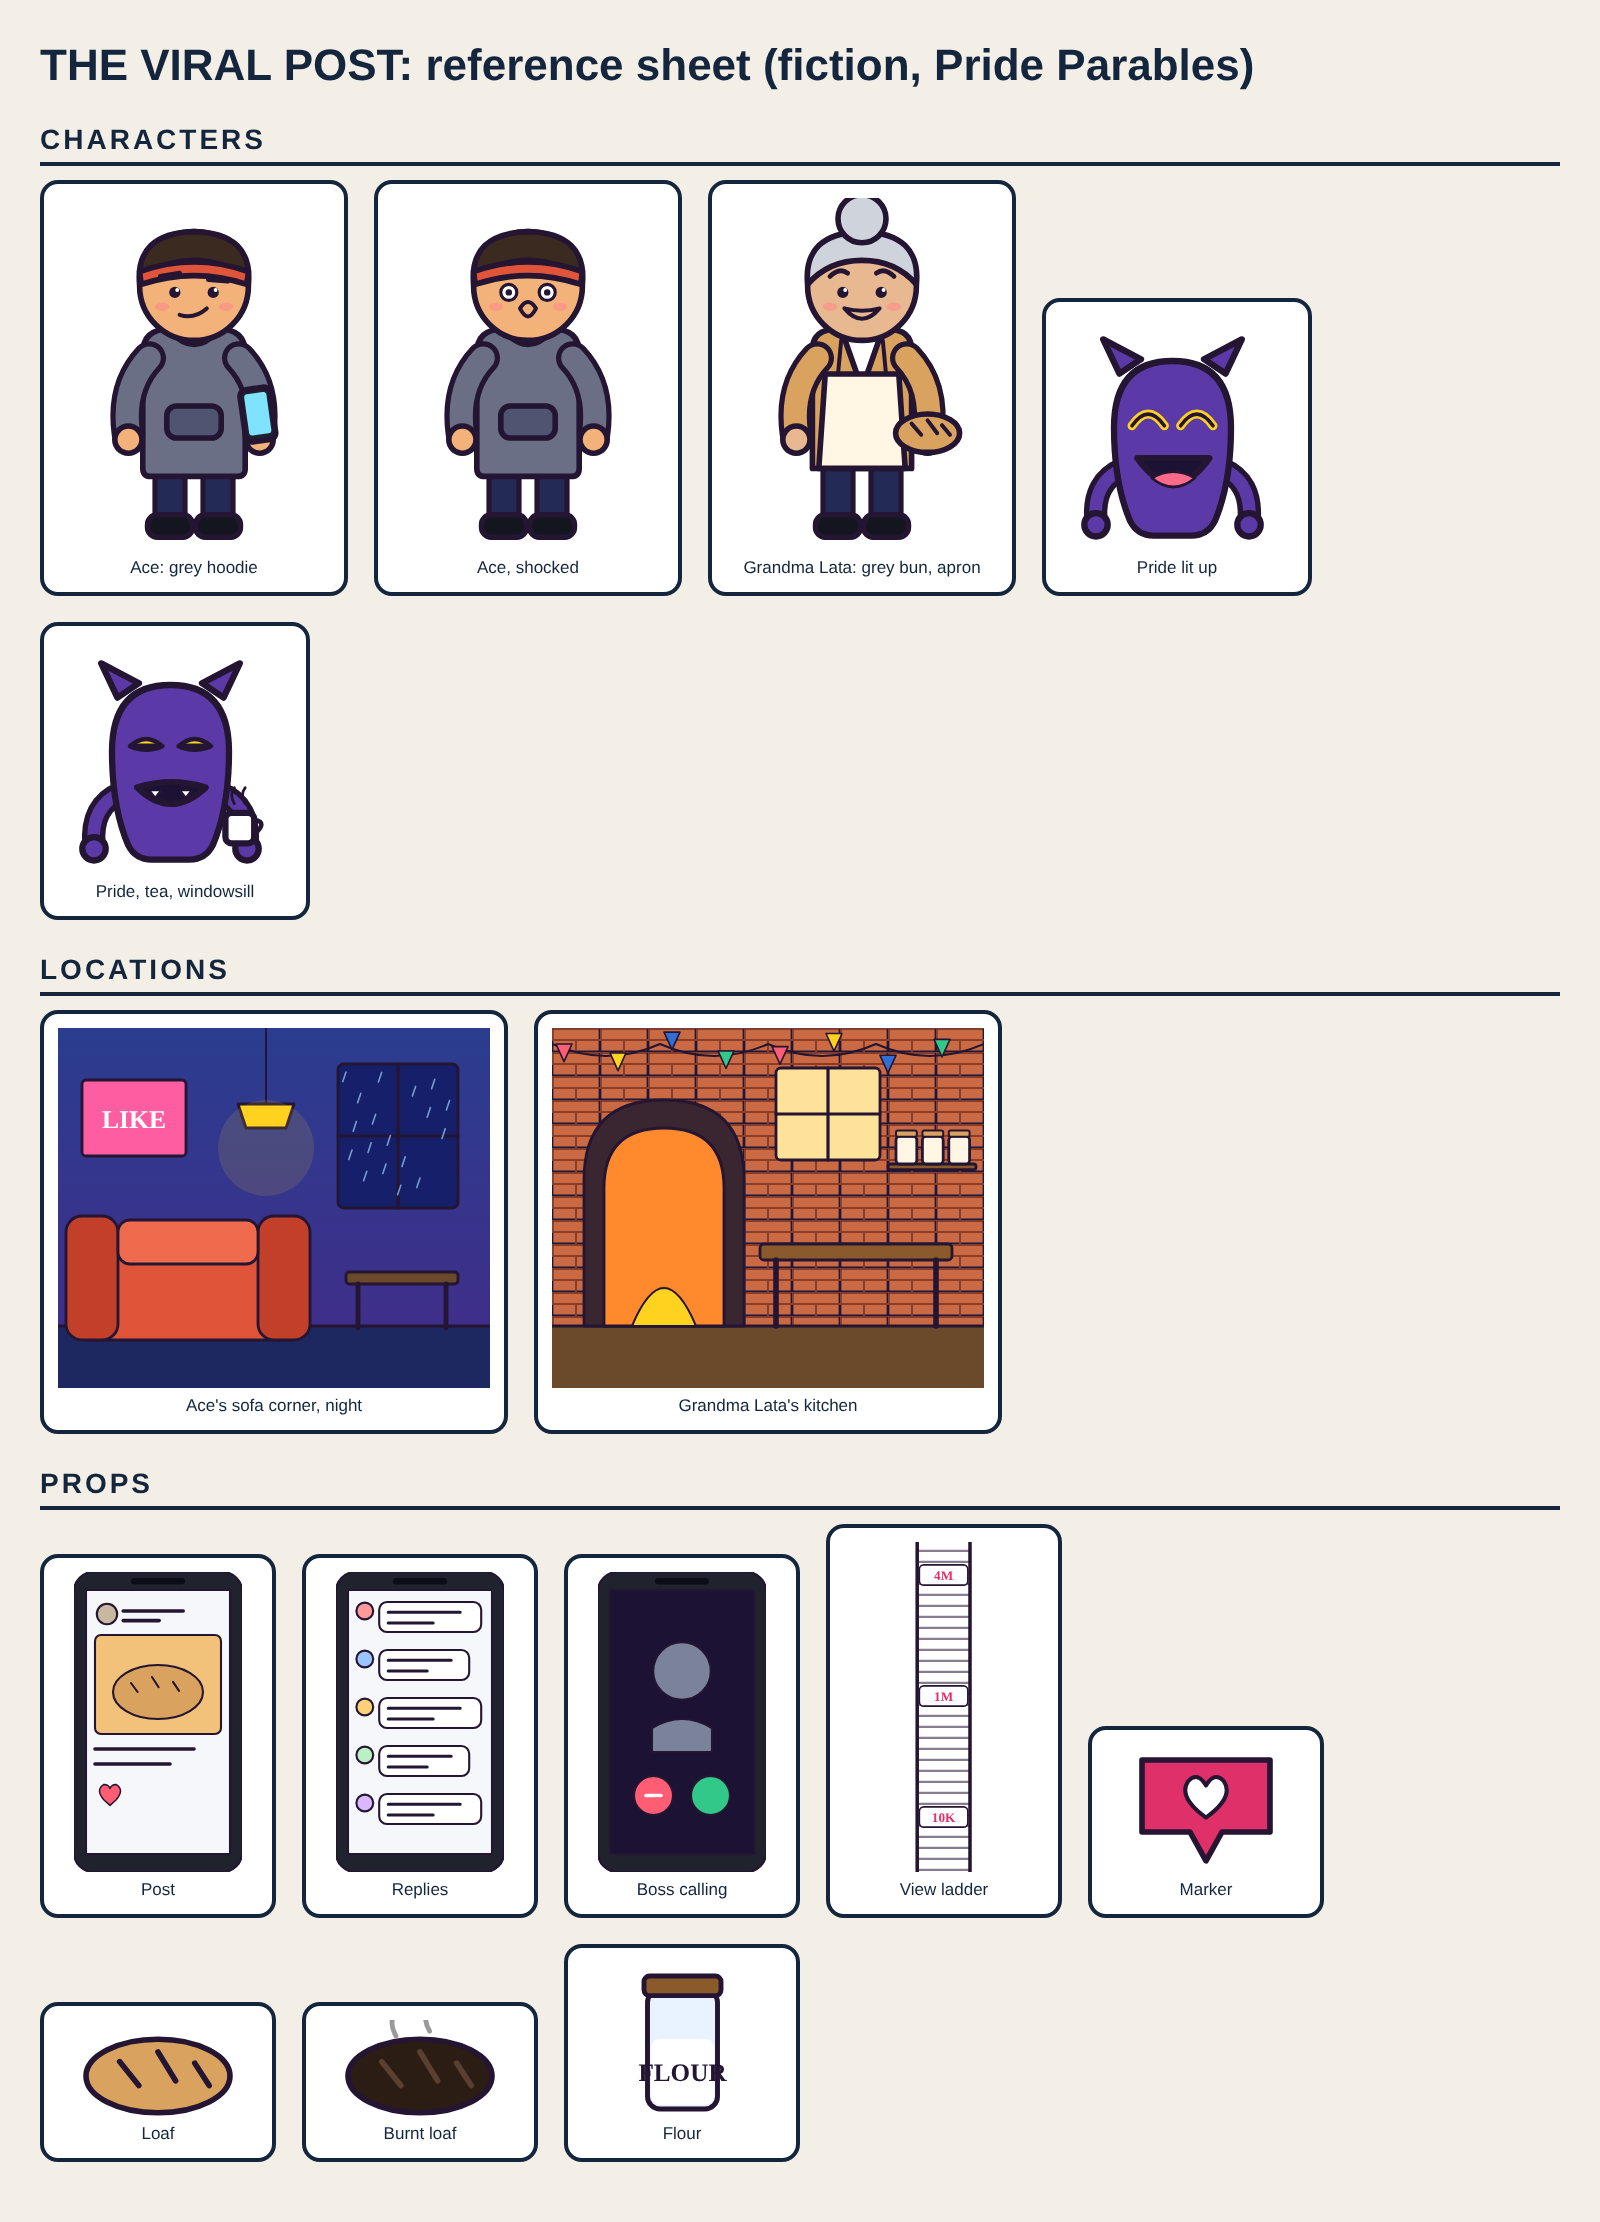 THE VIRAL POST: reference sheet (fiction, Pride Parables)
CHARACTERS
Ace: grey hoodie
Ace, shocked
Grandma Lata: grey bun, apron
Pride lit up
Pride, tea, windowsill
LOCATIONS
LIKE
Ace's sofa corner, night
Grandma Lata's kitchen
PROPS
Post
Replies
Boss calling
4M
1M
10K
View ladder
Marker
Loaf
Burnt loaf
FLOUR
Flour